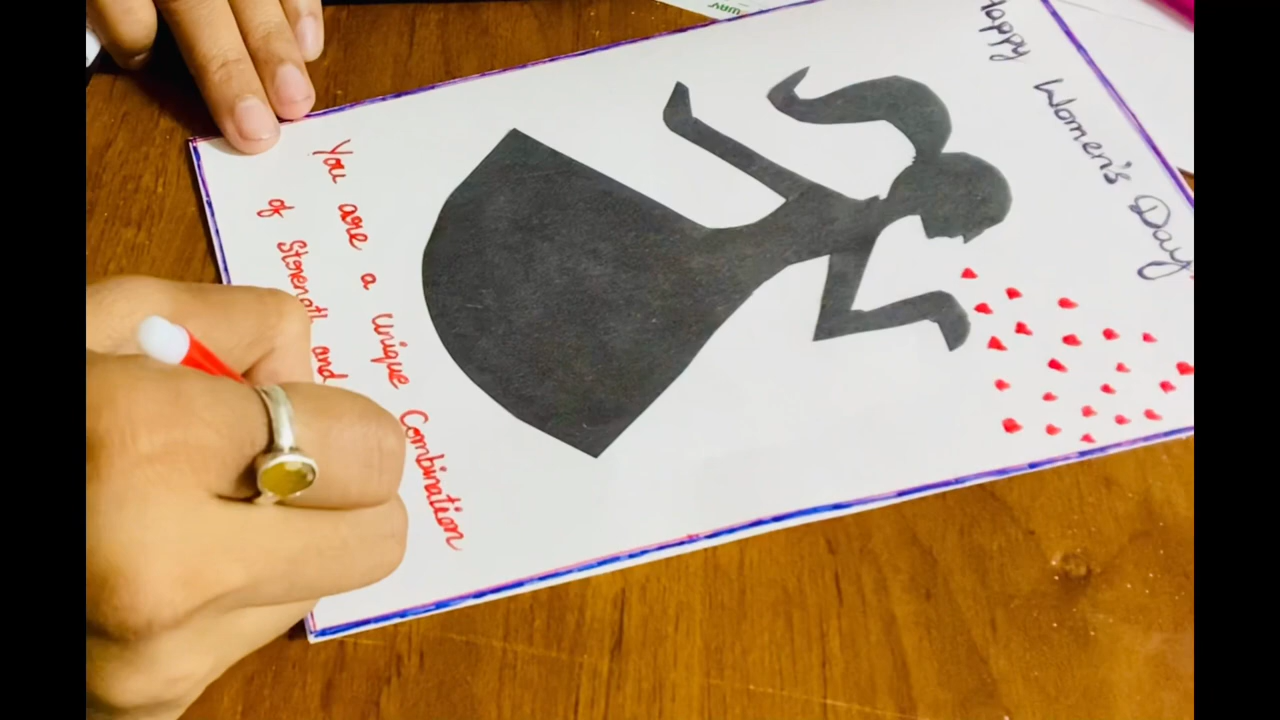 Happy Women's Day
You are a unique Combination
of Strength and